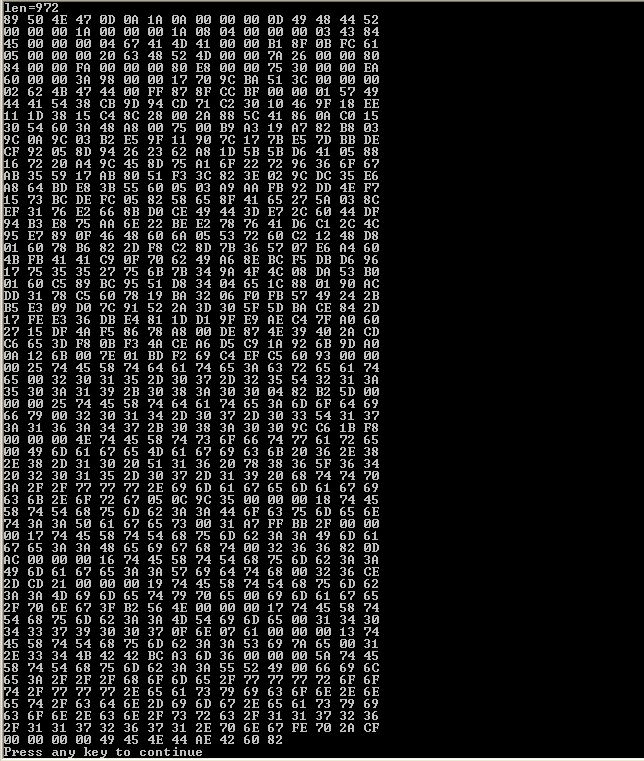 len=972
89 50 4E 47 0D 0A 1A 0A 00 00 00 0D 49 48 44 52
00 00 00 1A 00 00 00 1A 08 04 00 00 00 03 43 84
45 00 00 00 04 67 41 4D 41 00 00 B1 8F 0B FC 61
05 00 00 00 20 63 48 52 4D 00 00 7A 26 00 00 80
84 00 00 FA 00 00 00 80 E8 00 00 75 30 00 00 EA
60 00 00 3A 98 00 00 17 70 9C BA 51 3C 00 00 00
02 62 4B 47 44 00 FF 87 8F CC BF 00 00 01 57 49
44 41 54 38 CB 9D 94 CD 71 C2 30 10 46 9F 18 EE
11 1D 38 15 C4 8C 28 00 2A 88 5C 41 86 0A C0 15
30 54 60 3A 48 A8 00 75 00 B9 A3 19 A7 82 B8 03
9C 0A 9C 03 B2 E5 9F 11 90 7C 17 7B E5 7D BB DE
CF 92 05 8D 94 26 23 62 A8 1D 5B 5B D6 41 05 88
16 72 20 A4 9C 45 8D 75 A1 6F 22 72 96 36 6F 67
AB 35 59 17 AB 80 51 F3 3C 82 3E 02 9C DC 35 E6
A8 64 BD E8 3B 55 60 05 03 A9 AA FB 92 DD 4E F7
15 73 BC DE FC 05 82 58 65 8F 41 65 27 5A 03 8C
EF 31 76 E2 66 8B D0 CE 49 44 3D E7 2C 60 44 DF
94 B3 E8 75 AA 6E 22 BE E2 78 76 41 D6 C1 2C 4C
95 E7 89 0F 46 48 60 6A 05 53 72 60 C2 12 48 D8
01 60 78 B6 82 2D F8 C2 8D 7B 36 57 07 E6 A4 60
4B FB 41 41 C9 0F 70 62 49 A6 8E BC F5 DB D6 96
17 75 35 35 27 75 6B 7B 34 9A 4F 4C 08 DA 53 B0
01 60 C5 89 BC 95 51 D8 34 04 65 1C 88 01 90 AC
DD 31 78 C5 60 78 19 BA 32 06 F0 FB 57 49 24 2B
B5 E3 09 D0 7C 91 52 2A 3D 30 5F 5D BA CE 84 2D
17 FE E3 36 DB E4 81 1D D1 9F E9 AE C4 7F A0 60
27 15 DF 4A F5 86 78 A8 00 DE 87 4E 39 40 2A CD
C6 65 3D F8 0B F3 4A CE A6 D5 C9 1A 92 6B 9D A0
0A 12 6B 00 7E 01 BD F2 69 C4 EF C5 60 93 00 00
00 25 74 45 58 74 64 61 74 65 3A 63 72 65 61 74
65 00 32 30 31 35 2D 30 37 2D 32 35 54 32 31 3A
35 30 3A 31 39 2B 30 38 3A 30 30 04 82 B2 5D 00
00 00 25 74 45 58 74 64 61 74 65 3A 6D 6F 64 69
66 79 00 32 30 31 34 2D 30 37 2D 30 33 54 31 37
3A 31 36 3A 34 37 2B 30 38 3A 30 30 9C C6 1B F8
00 00 00 4E 74 45 58 74 73 6F 66 74 77 61 72 65
00 49 6D 61 67 65 4D 61 67 69 63 6B 20 36 2E 38
2E 38 2D 31 30 20 51 31 36 20 78 38 36 5F 36 34
20 32 30 31 35 2D 30 37 2D 31 39 20 68 74 74 70
3A 2F 2F 77 77 77 2E 69 6D 61 67 65 6D 61 67 69
63 6B 2E 6F 72 67 05 0C 9C 35 00 00 00 18 74 45
58 74 54 68 75 6D 62 3A 3A 44 6F 63 75 6D 65 6E
74 3A 3A 50 61 67 65 73 00 31 A7 FF BB 2F 00 00
00 17 74 45 58 74 54 68 75 6D 62 3A 3A 49 6D 61
67 65 3A 3A 48 65 69 67 68 74 00 32 36 36 82 0D
AC 00 00 00 16 74 45 58 74 54 68 75 6D 62 3A 3A
49 6D 61 67 65 3A 3A 57 69 64 74 68 00 32 36 CE
2D CD 21 00 00 00 19 74 45 58 74 54 68 75 6D 62
3A 3A 4D 69 6D 65 74 79 70 65 00 69 6D 61 67 65
2F 70 6E 67 3F B2 56 4E 00 00 00 17 74 45 58 74
54 68 75 6D 62 3A 3A 4D 54 69 6D 65 00 31 34 30
34 33 37 39 30 30 37 0F 6E 07 61 00 00 00 13 74
45 58 74 54 68 75 6D 62 3A 3A 53 69 7A 65 00 31
2E 33 34 4B 42 42 BC A3 6D 36 00 00 00 5A 74 45
58 74 54 68 75 6D 62 3A 3A 55 52 49 00 66 69 6C
65 3A 2F 2F 2F 68 6F 6D 65 2F 77 77 77 72 6F 6F
74 2F 77 77 77 2E 65 61 73 79 69 63 6F 6E 2E 6E
65 74 2F 63 64 6E 2D 69 6D 67 2E 65 61 73 79 69
63 6F 6E 2E 63 6E 2F 73 72 63 2F 31 31 37 32 36
2F 31 31 37 32 36 37 31 2E 70 6E 67 FE 70 2A CF
00 00 00 00 49 45 4E 44 AE 42 60 82
Press any key to continue